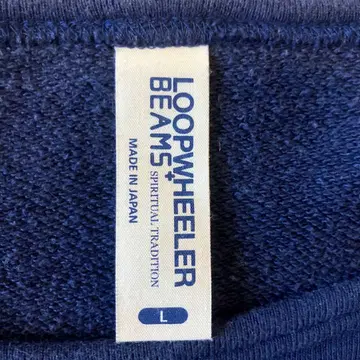 LOOPWHEELER
BEAMS+
SPIRITUAL TRADITION
MADE IN JAPAN
L